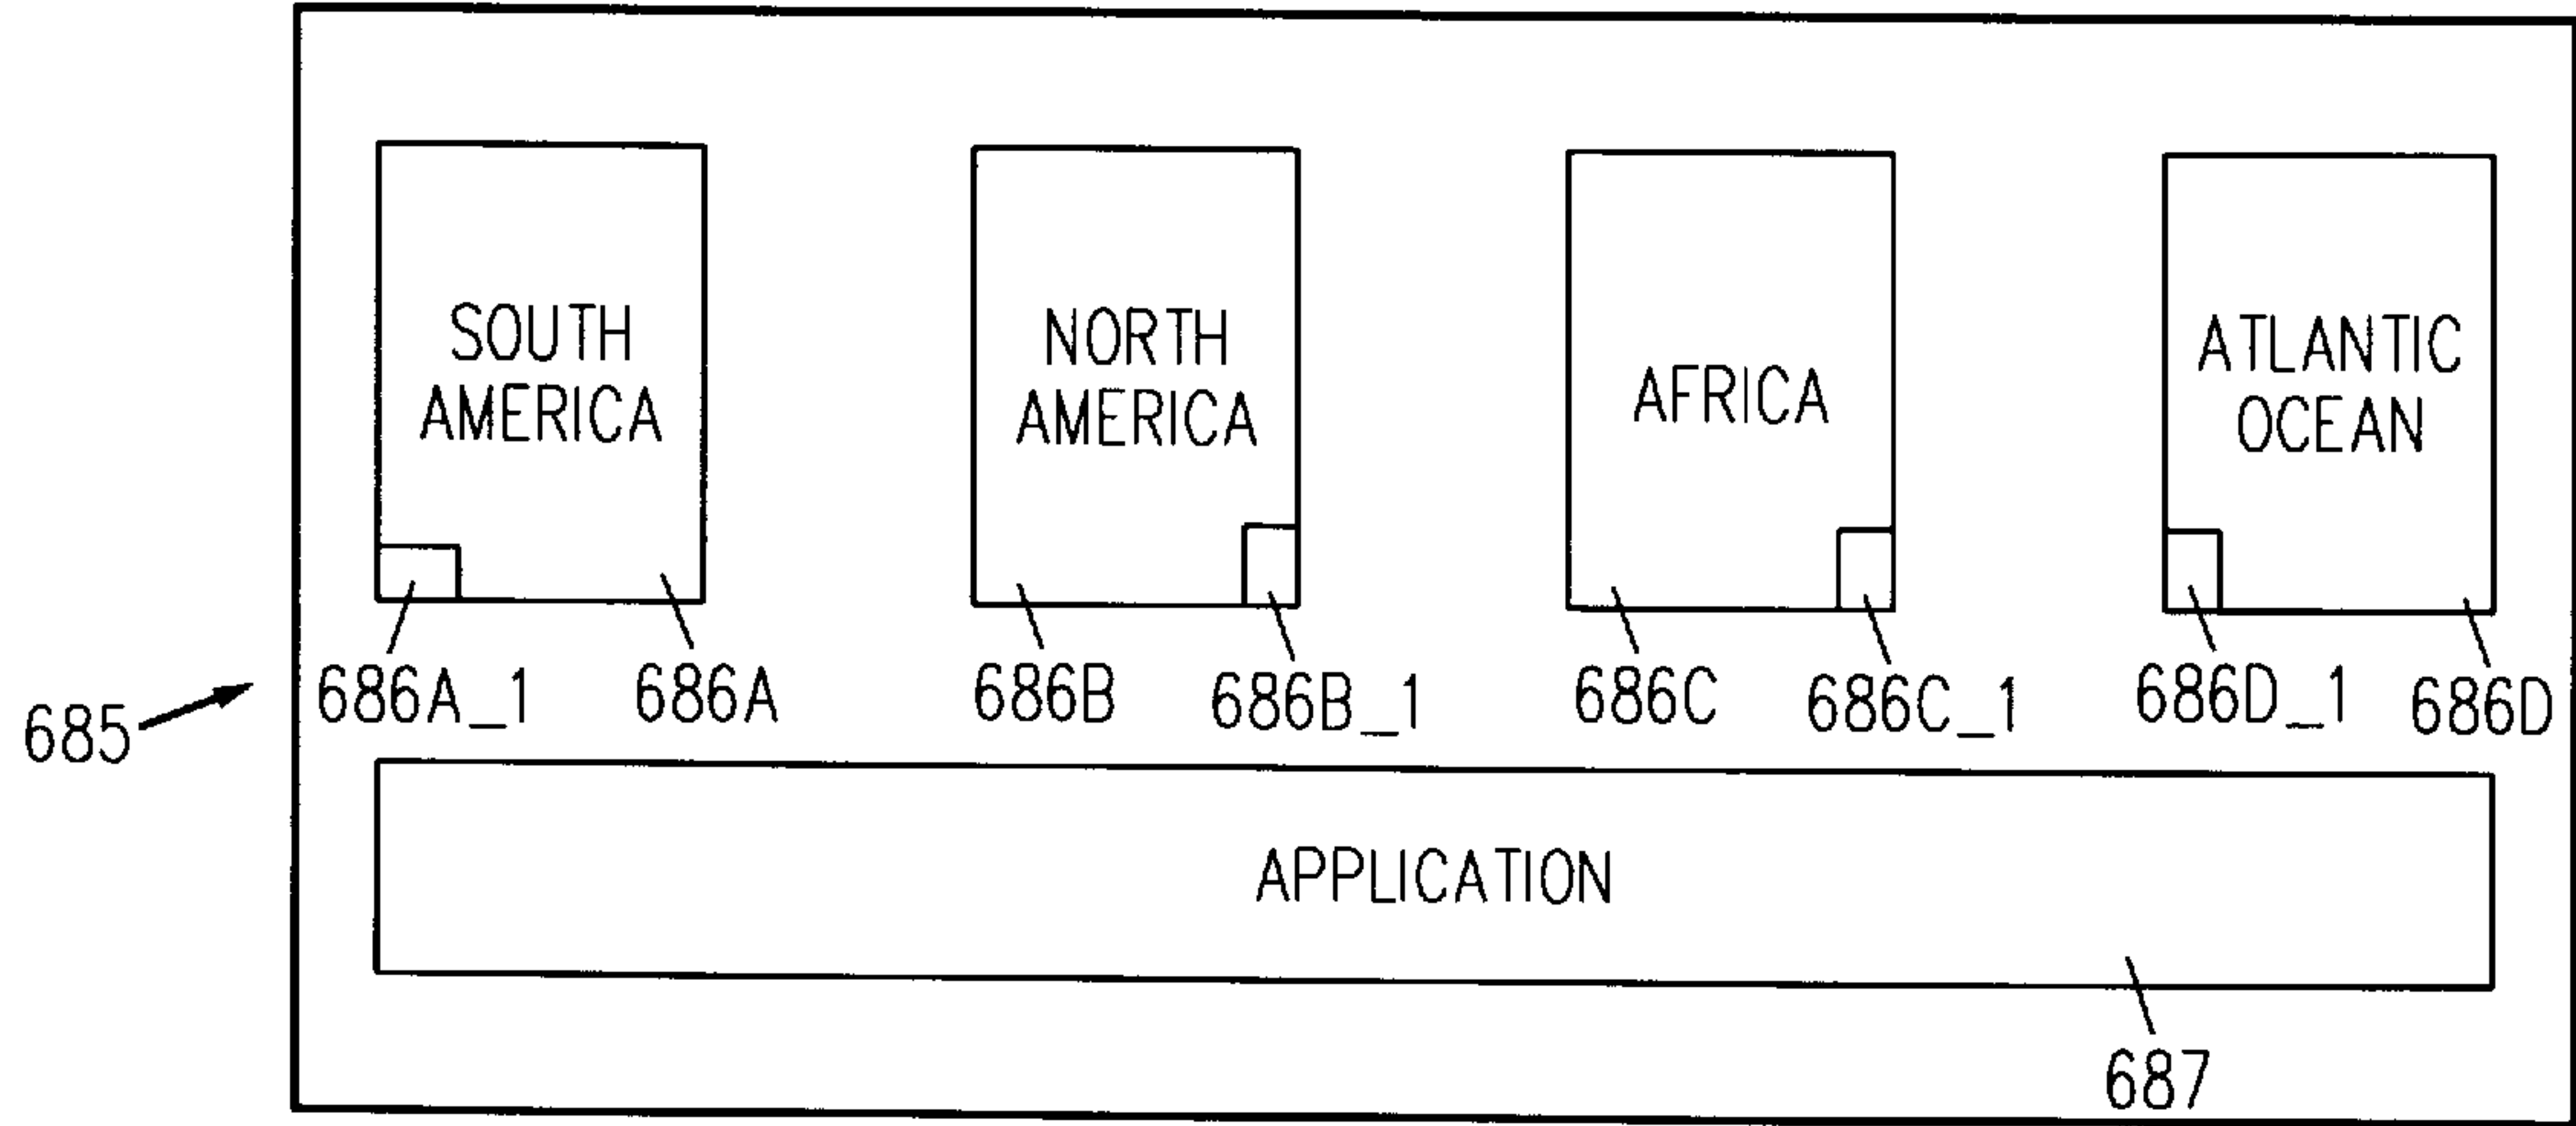 SOUTH
AMERICA
NORTH
AMERICA
AFRICA
ATLANTIC
OCEAN
686A_1
686A
686B
686B_1
686C
686C_1
686D_1
686D
685
APPLICATION
687